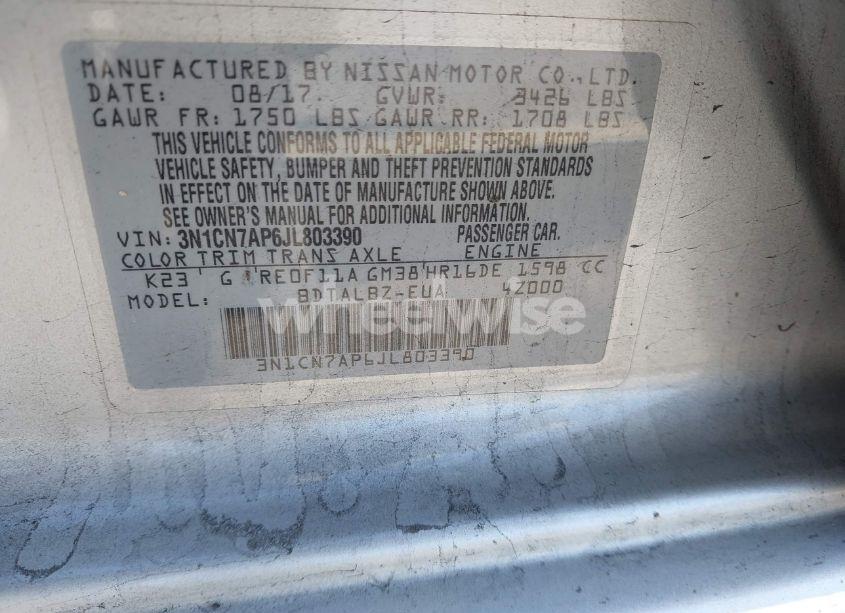 MANUFACTURED BY NISSAN MOTOR CO., LTD.
DATE: 08/17 GVWR: 3426 LBS
GAWR FR: 1750 LBS GAWR RR: 1708 LBS
THIS VEHICLE CONFORMS TO ALL APPLICABLE FEDERAL MOTOR
VEHICLE SAFETY, BUMPER AND THEFT PREVENTION STANDARDS
IN EFFECT ON THE DATE OF MANUFACTURE SHOWN ABOVE.
SEE OWNER'S MANUAL FOR ADDITIONAL INFORMATION
VIN: 3N1CN7AP6JL803390 PASSENGER CAR.
COLOR TRIM TRANS AXLE ENGINE
K23 G RE0F11A GM38 HR16DE 1598 CC
MODEL: BDTALBZ-EUA 4Z000
wheelwise
3N1CN7AP6JL803390